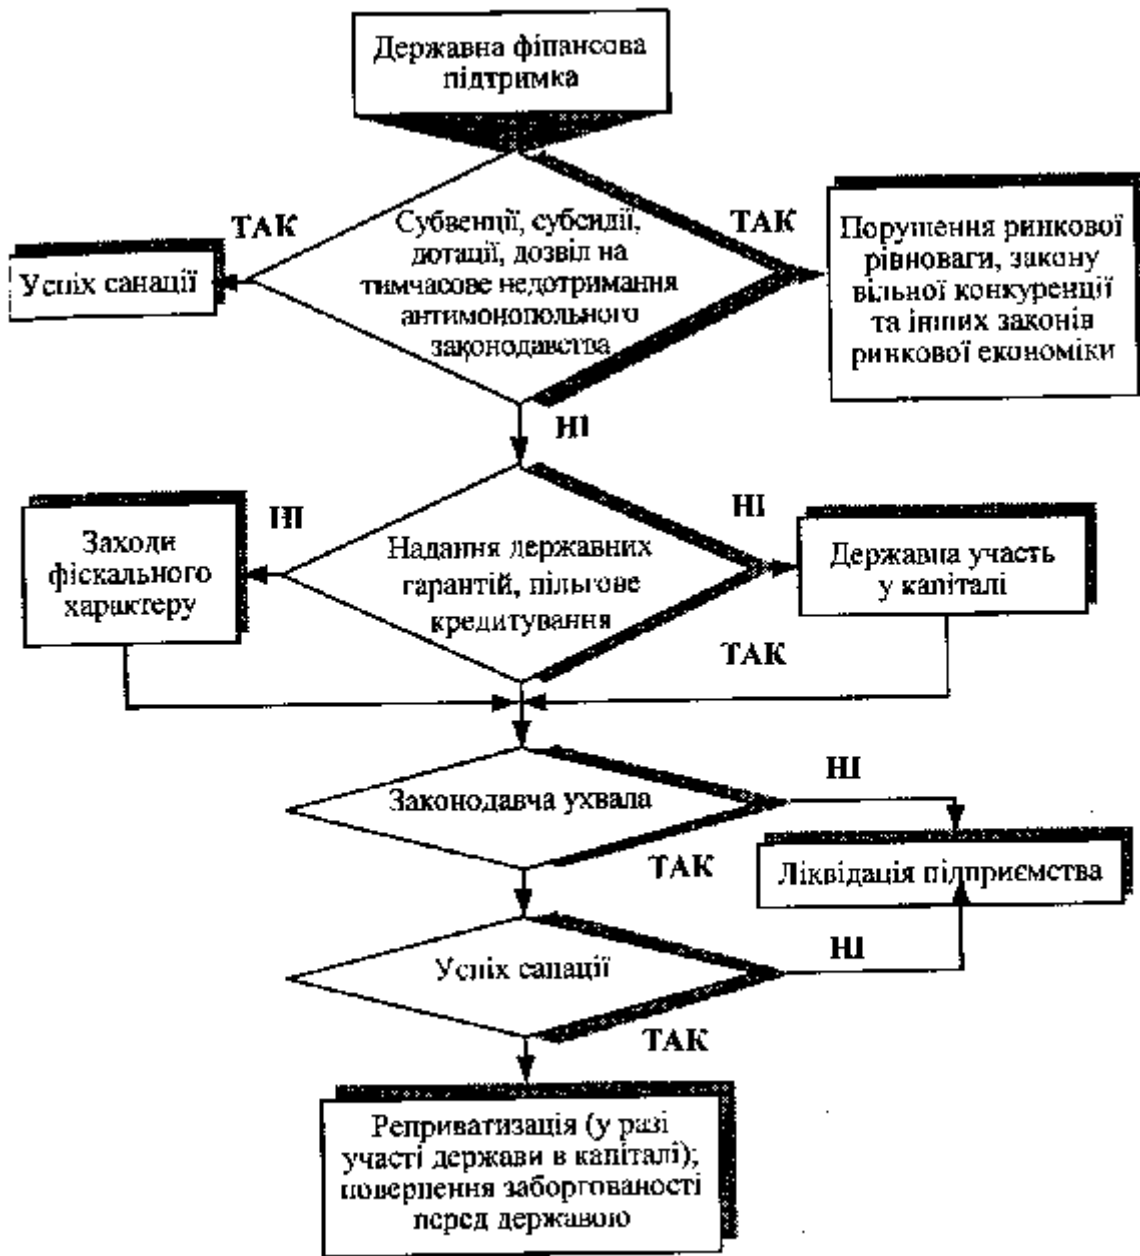 Державна фінансова
підтримка
ТАК
Субвенції, субсидії,
дотації, дозвіл на
тимчасове недотримання
антимонопольного
законодавства
ТАК
Успіх санації
Порушення ринкової
рівноваги, закону
вільної конкуренції
та інших законів
ринкової економіки
НІ
НІ
НІ
Заходи
фіскального
характеру
Надання державних
гарантій, пільгове
кредитування
Державна участь
у капіталі
ТАК
Законодавча ухвала
НІ
ТАК
Ліквідація підприємства
Успіх санації
НІ
ТАК
Реприватизація (у разі
участі держави в капіталі);
повернення заборгованості
перед державою